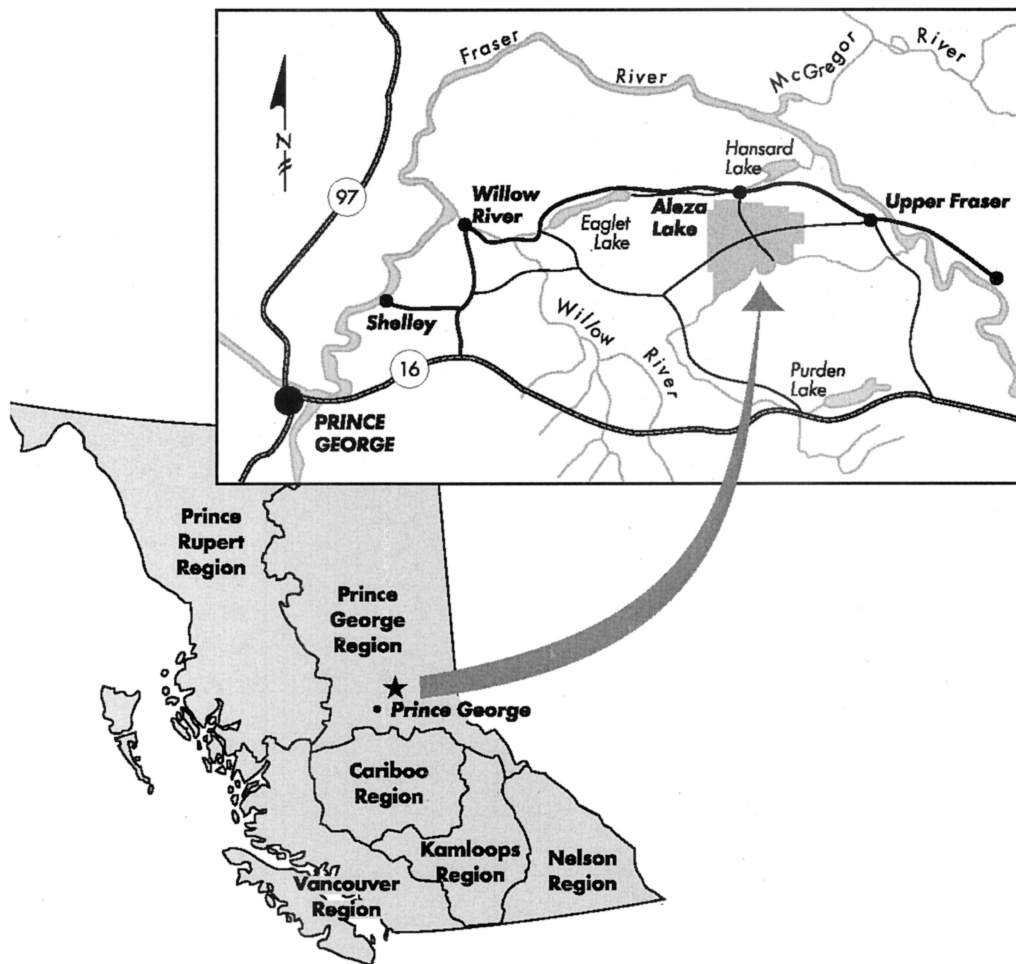 Fraser
River
McGregor
River
N
97
Hansard
Lake
Willow
River
Aleza
Lake
Upper Fraser
Eaglet
Lake
Shelley
Willow
River
16
Purden
Lake
PRINCE
GEORGE
Prince
Rupert
Region
Prince
George
Region
Prince George
Cariboo
Region
Kamloops
Region
Nelson
Region
Vancouver
Region